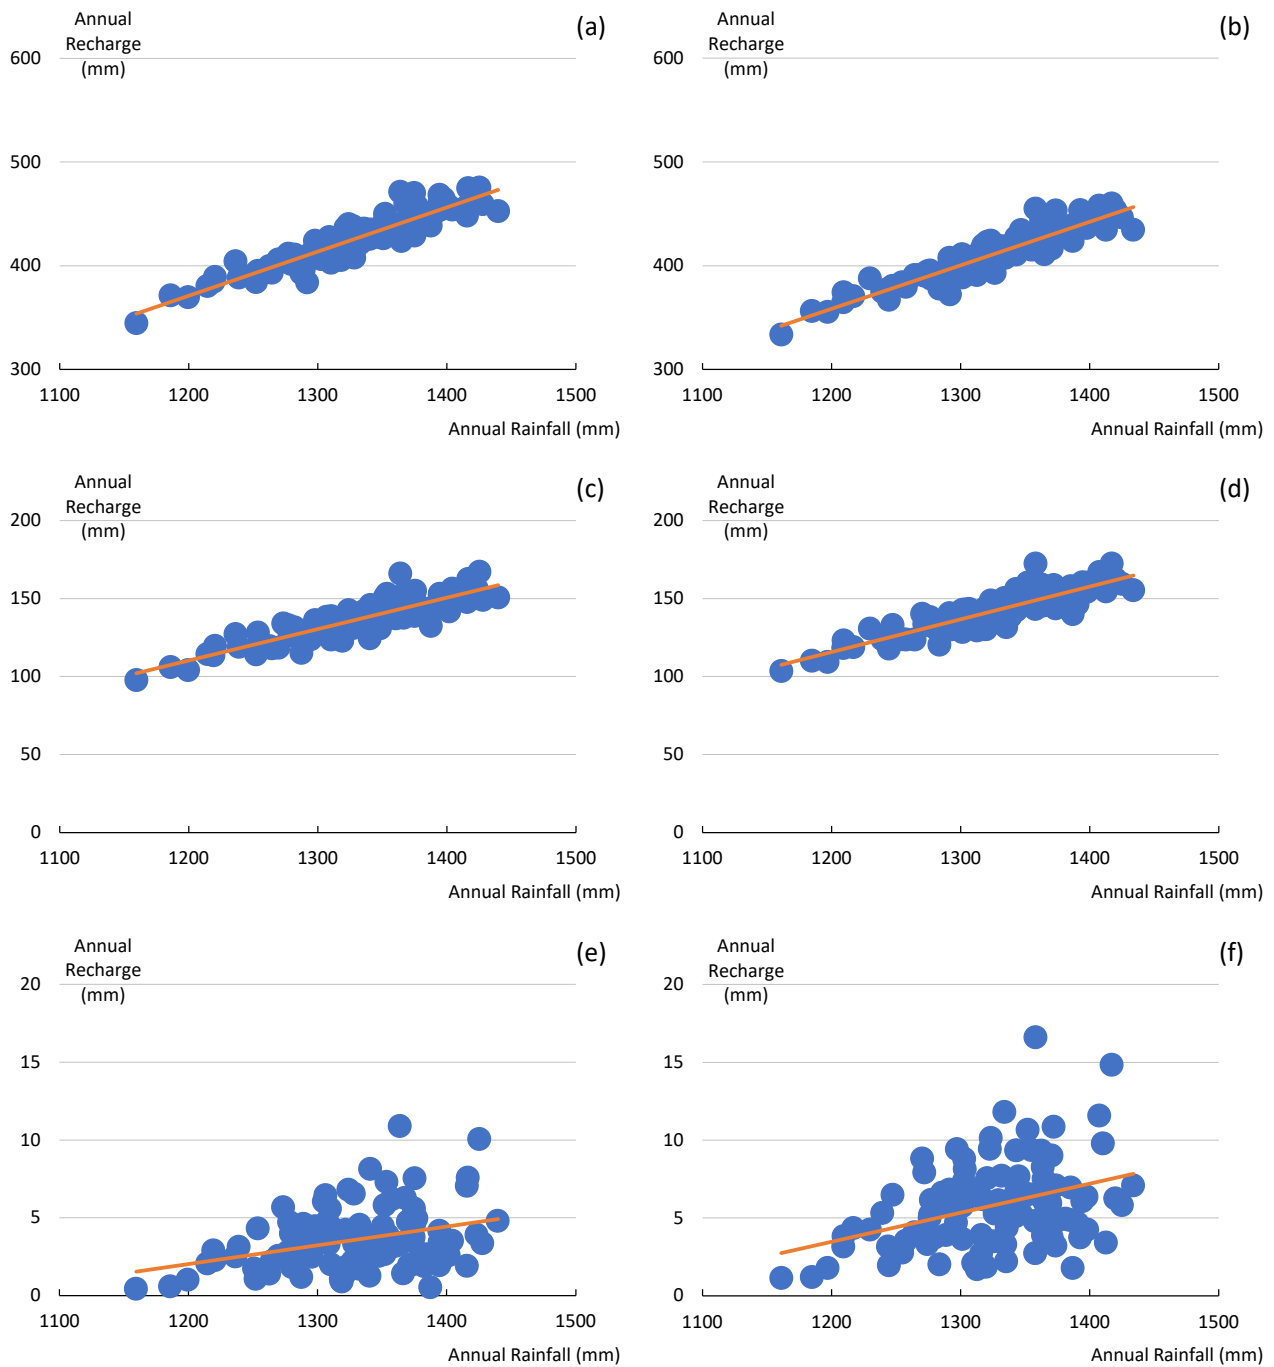 Annual
Recharge
(mm)
(a)
600
500
400
300
1100
1200
1300
1400
1500
Annual Rainfall (mm)
Annual
Recharge
(mm)
(b)
600
500
400
300
1100
1200
1300
1400
1500
Annual Rainfall (mm)
Annual
Recharge
(mm)
(c)
200
150
100
50
0
1100
1200
1300
1400
1500
Annual Rainfall (mm)
Annual
Recharge
(mm)
(d)
200
150
100
50
0
1100
1200
1300
1400
1500
Annual Rainfall (mm)
Annual
Recharge
(mm)
(e)
20
15
10
5
0
1100
1200
1300
1400
1500
Annual Rainfall (mm)
Annual
Recharge
(mm)
(f)
20
15
10
5
0
1100
1200
1300
1400
1500
Annual Rainfall (mm)